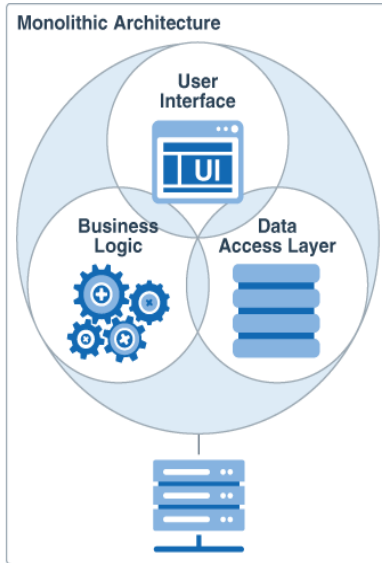 Monolithic Architecture
User
Interface
UI
Business
Logic
Data
Access Layer